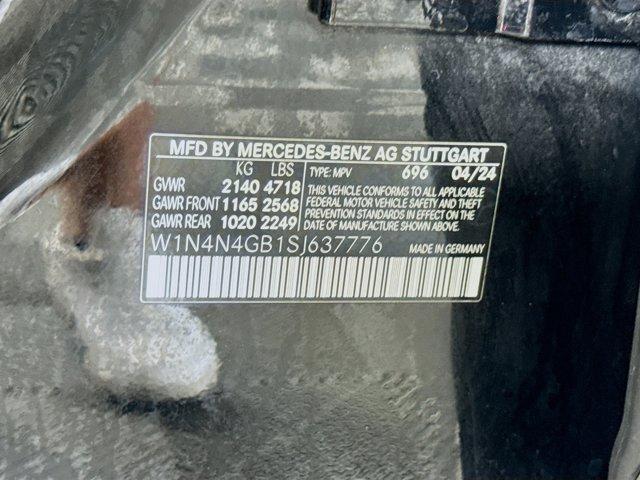 MFD BY MERCEDES-BENZ AG STUTTGART
KG LBS TYPE: MPV 696 04/24
GVWR 2140 4718
GAWR FRONT 1165 2568
GAWR REAR 1020 2249
THIS VEHICLE CONFORMS TO ALL APPLICABLE
FEDERAL MOTOR VEHICLE SAFETY AND THEFT
PREVENTION STANDARDS IN EFFECT ON THE
DATE OF MANUFACTURE SHOWN ABOVE
W1N4N4GB1SJ637776 MADE IN GERMANY